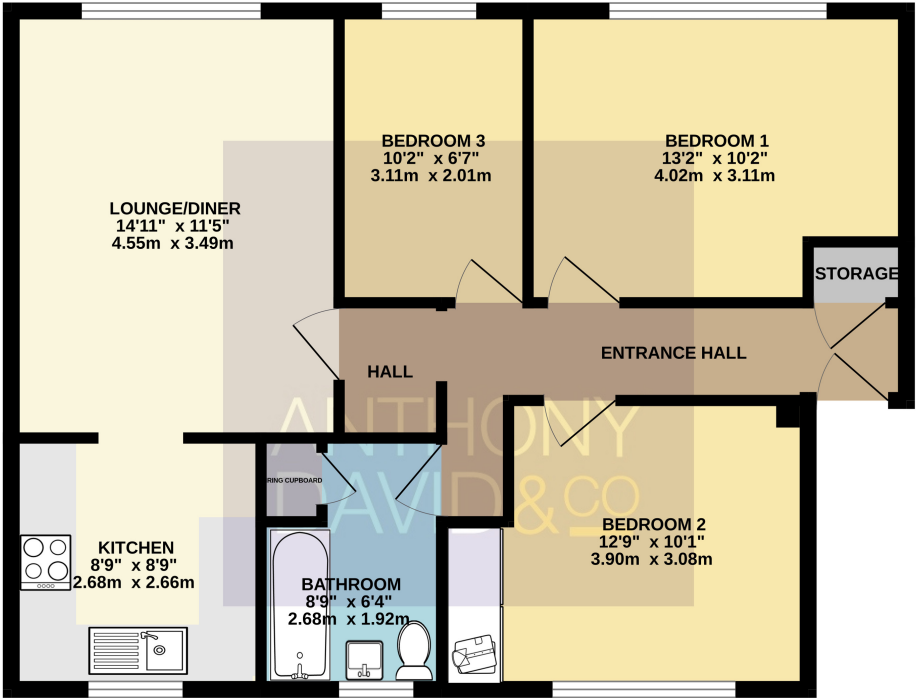 BEDROOM 3
10'2" x 6'7"
3.11m x 2.01m
BEDROOM 1
13'2" x 10'2"
4.02m x 3.11m
LOUNGE/DINER
14'11" x 11'5"
4.55m x 3.49m
STORAGE
ENTRANCE HALL
HALL
ANTHONY
DAVID & CO
RING CUPBOARD
BEDROOM 2
12'9" x 10'1"
3.90m x 3.08m
KITCHEN
8'9" x 8'9"
2.68m x 2.66m
BATHROOM
8'9" x 6'4"
2.68m x 1.92m